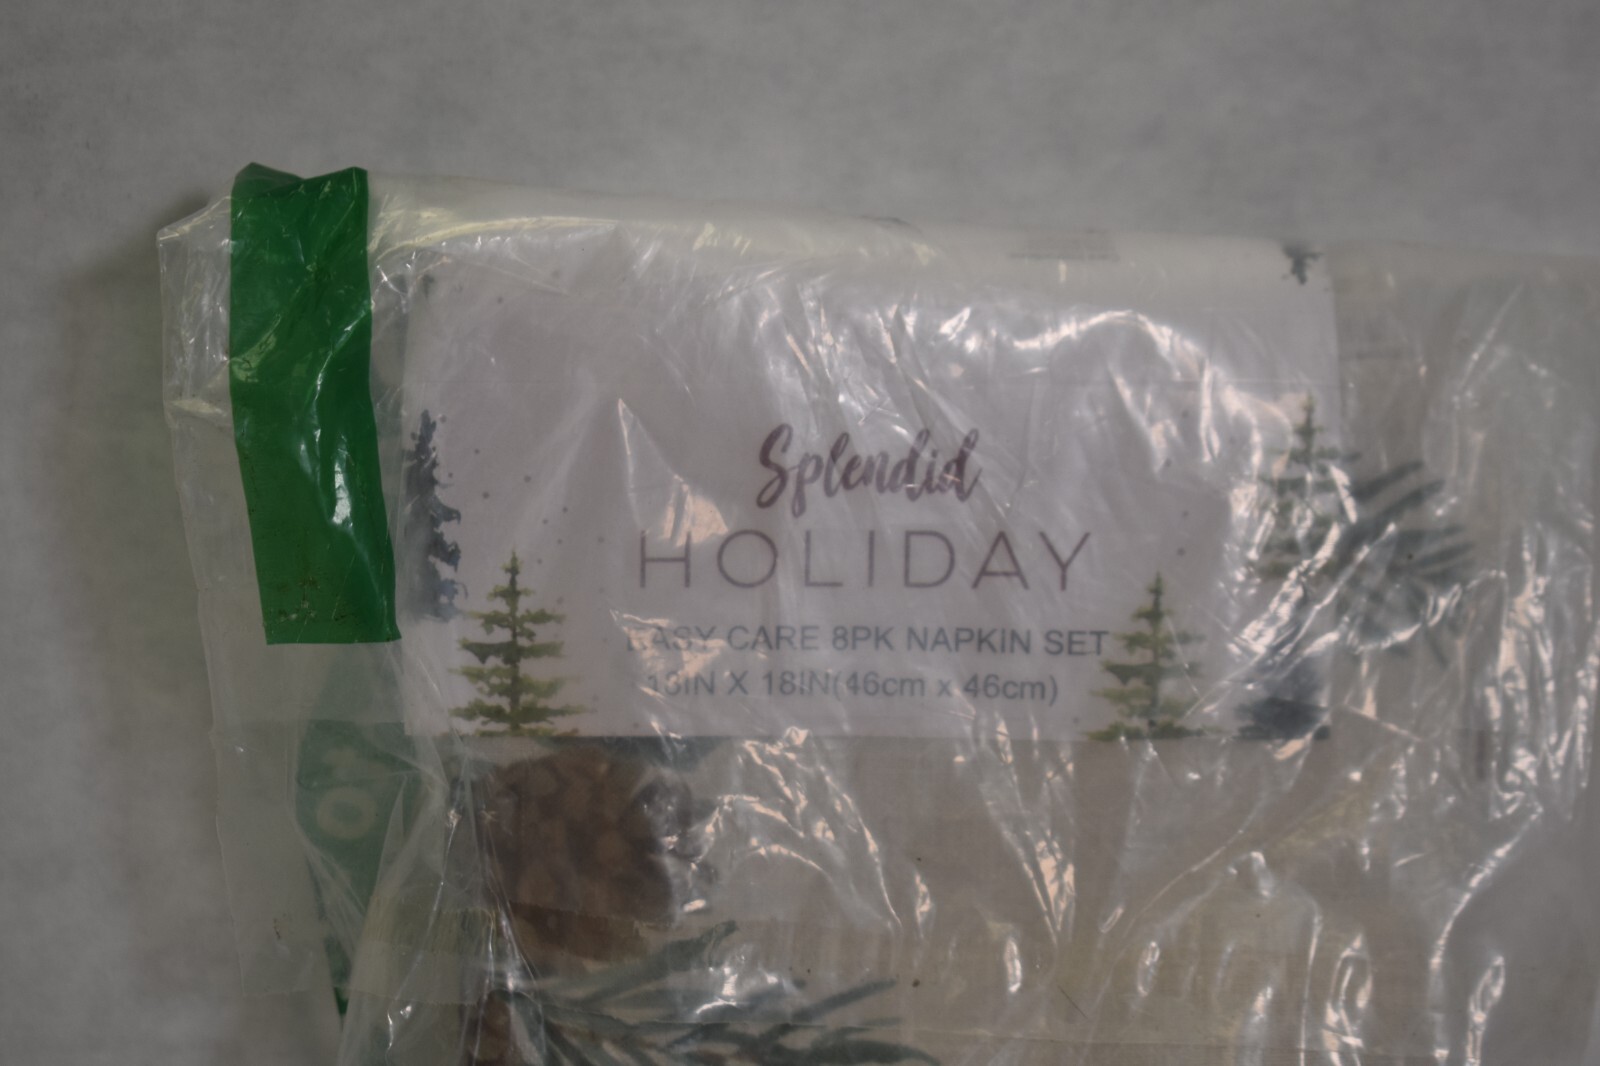 Splendid
HOLIDAY
EASY CARE 8PK NAPKIN SET
18IN X 18IN(46cm x 46cm)